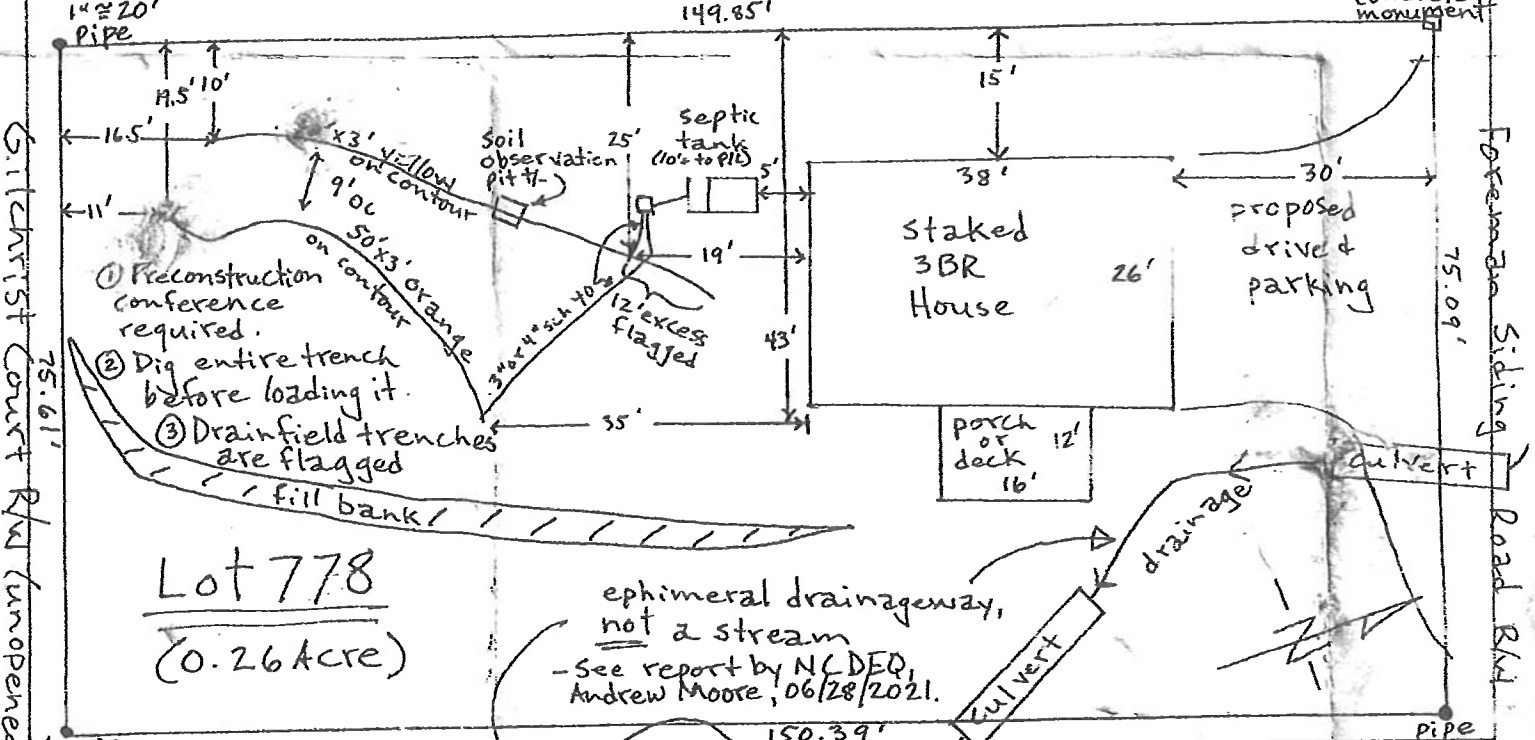 1" ≅ 20'
pipe
149.85'
monument
19.5'
10'
16.5'
11'
x3' yellow
on contour
9' OC
50'x3' orange
on contour
soil
observation
pit +/-
25'
septic
tank
(10's to P/L)
5'
19'
15'
38'
Staked
3BR
House
26'
30'
proposed
drive &
parking
① Preconstruction
conference
required.
② Dig entire trench
before loading it.
③ Drainfield trenches
are flagged
3" or 4" sch 40
12' excess
flagged
43'
35'
porch
or
deck
12'
16'
culvert
drainage
fill bank
Lot 778
(0.26 Acre)
ephimeral drainageway,
not a stream
- See report by NCDEQ,
Andrew Moore, 06/28/2021.
culvert
150.39'
pipe
75.61'
75.09'
Gilchrist Court R/W (unopened
Foreman Siding Road R/W
N